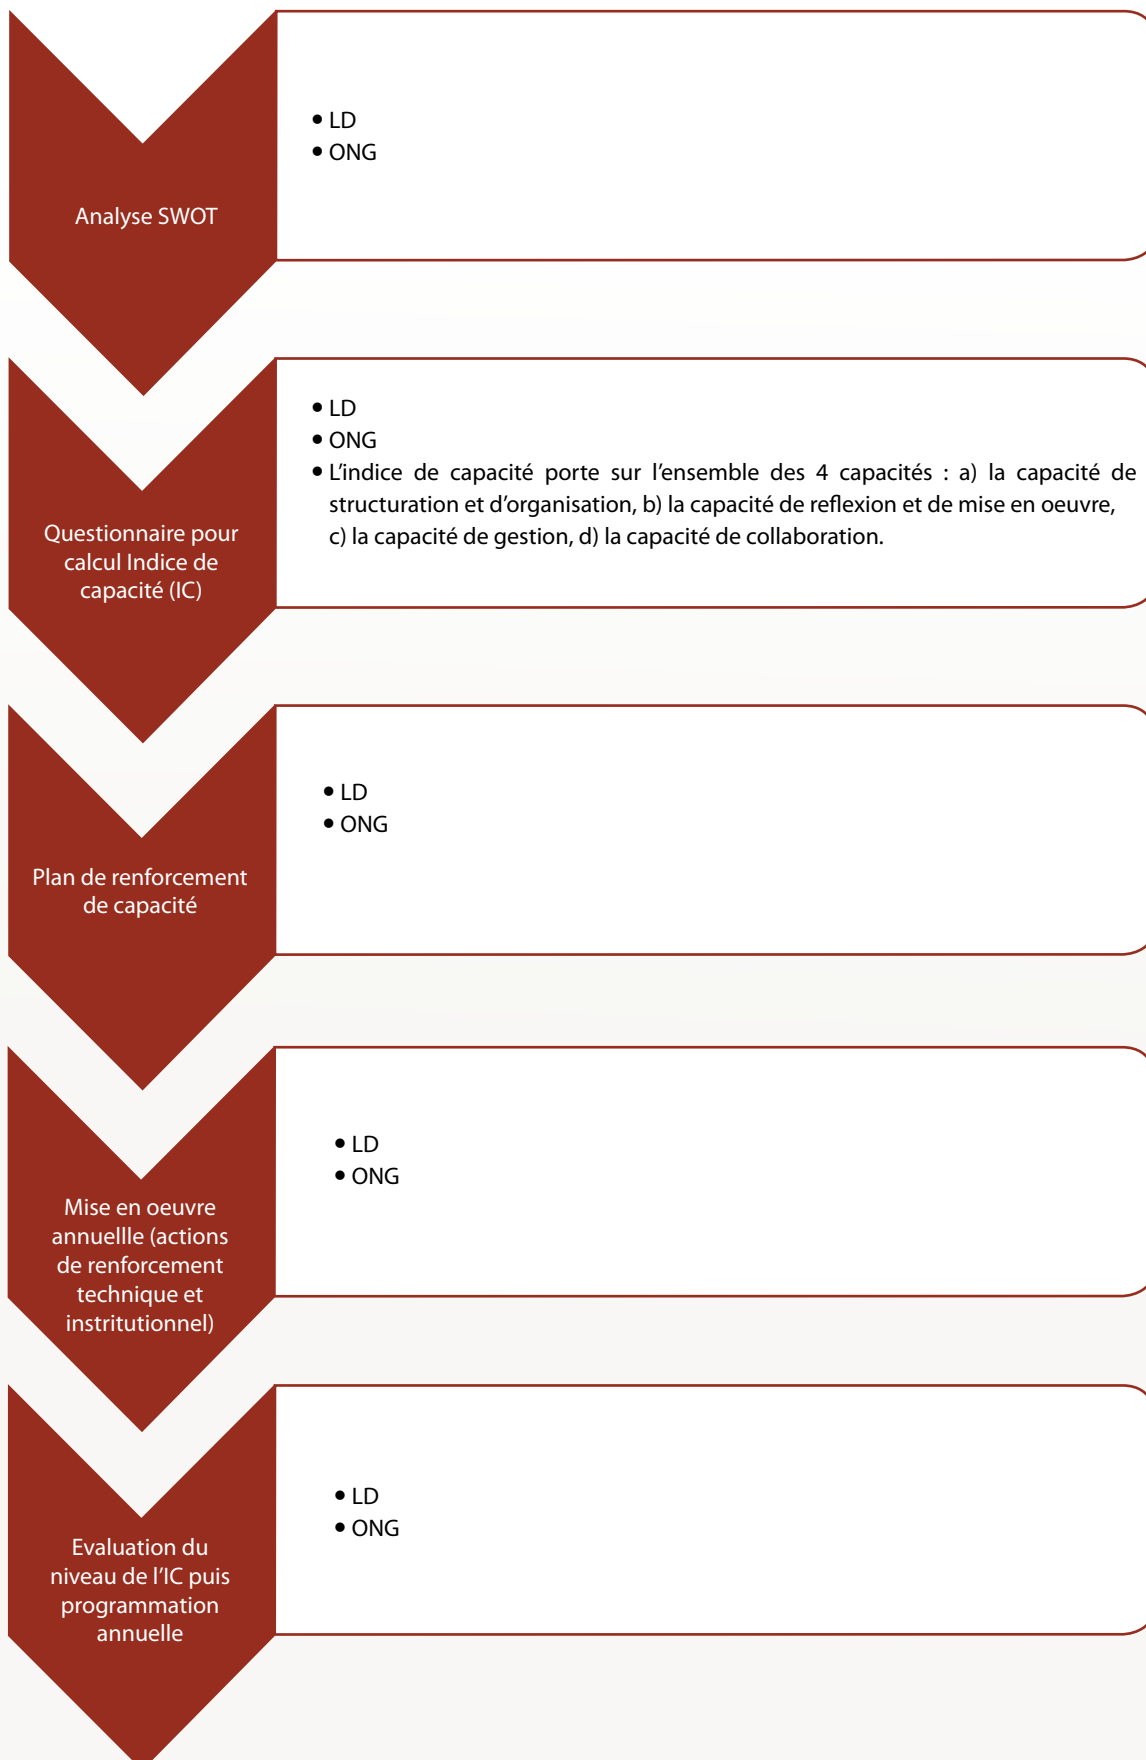 Analyse SWOT
• LD
• ONG
Questionnaire pour
calcul Indice de
capacité (IC)
• LD
• ONG
• L'indice de capacité porte sur l'ensemble des 4 capacités : a) la capacité de
structuration et d'organisation, b) la capacité de reflexion et de mise en oeuvre,
c) la capacité de gestion, d) la capacité de collaboration.
Plan de renforcement
de capacité
• LD
• ONG
Mise en oeuvre
annuellle (actions
de renforcement
technique et
instritutionnel)
• LD
• ONG
Evaluation du
niveau de l'IC puis
programmation
annuelle
• LD
• ONG